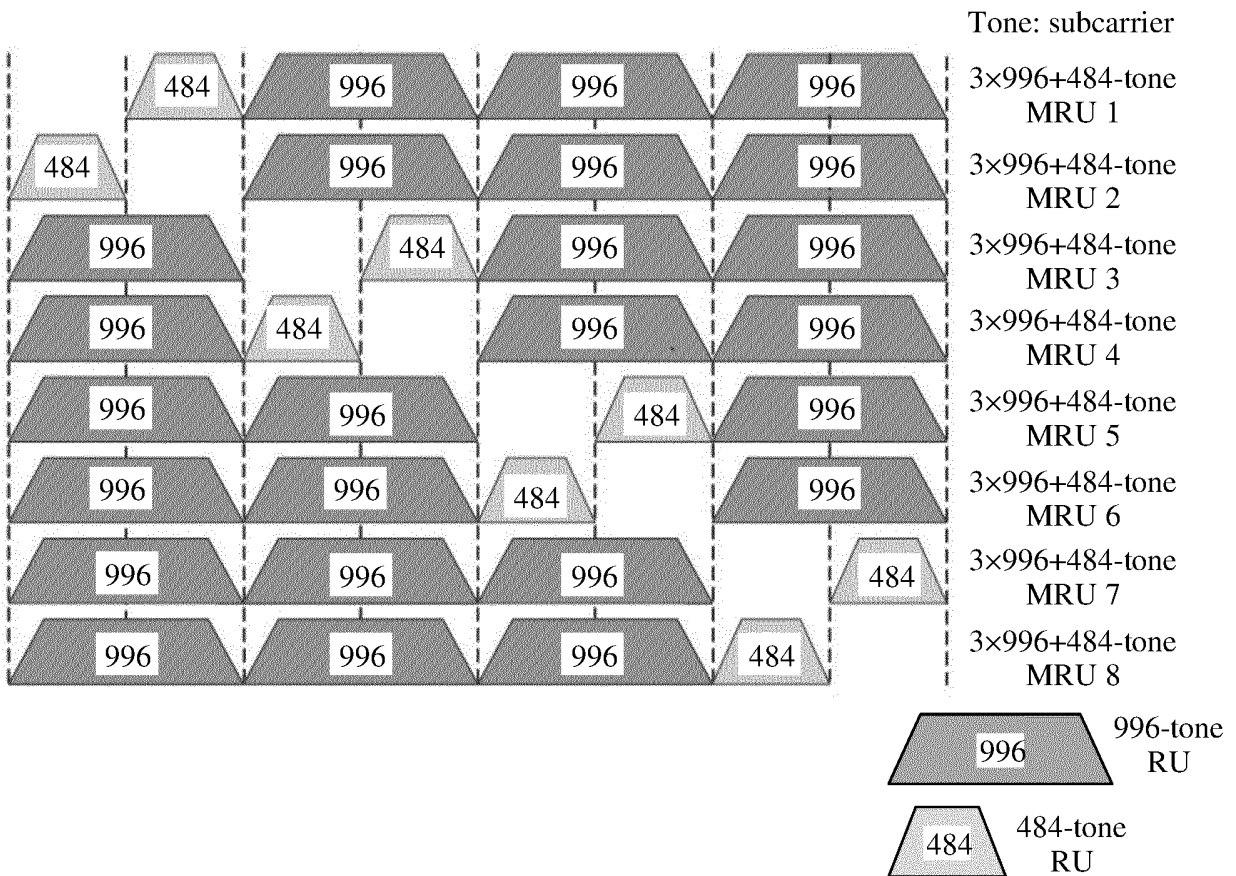 Tone: subcarrier
484 996 996 996 3×996+484-tone
MRU 1
484 996 996 996 3×996+484-tone
MRU 2
996 484 996 996 3×996+484-tone
MRU 3
996 484 996 996 3×996+484-tone
MRU 4
996 996 484 996 3×996+484-tone
MRU 5
996 996 484 996 3×996+484-tone
MRU 6
996 996 996 484 3×996+484-tone
MRU 7
996 996 996 484 3×996+484-tone
MRU 8
996 996-tone
RU
484 484-tone
RU